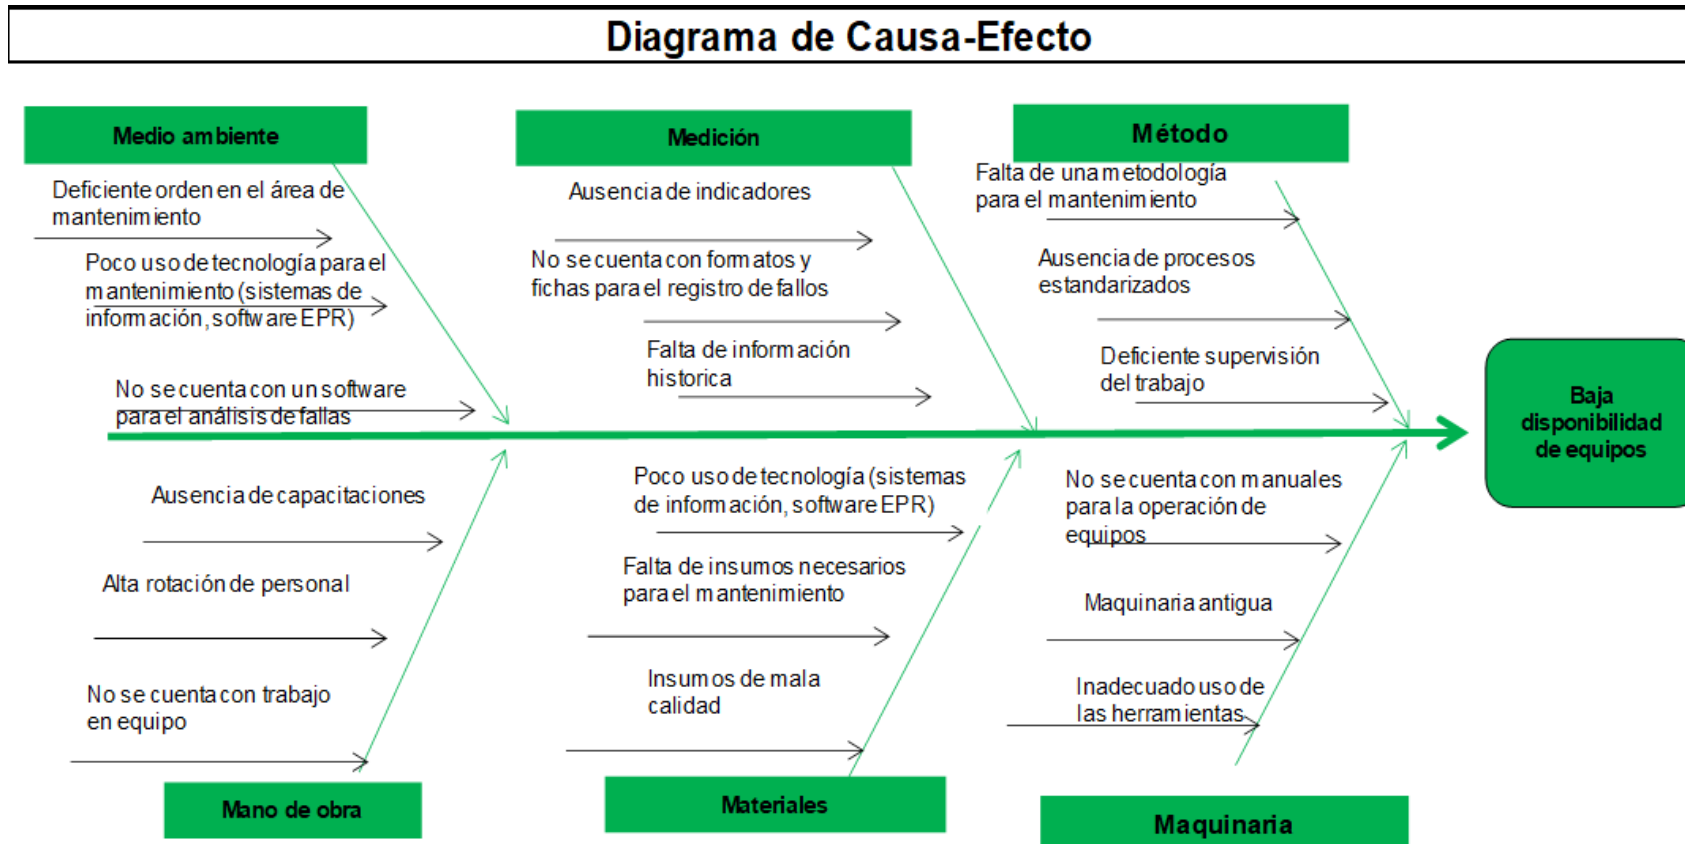 Diagrama de Causa-Efecto
Medio ambiente
Deficiente orden en el área de
mantenimiento
Poco uso de tecnología para el
mantenimiento (sistemas de
información, software EPR)
No se cuenta con un software
para el análisis de fallas
Medición
Ausencia de indicadores
No se cuenta con formatos y
fichas para el registro de fallos
Falta de información
historica
Método
Falta de una metodología
para el mantenimiento
Ausencia de procesos
estandarizados
Deficiente supervisión
del trabajo
Baja
disponibilidad
de equipos
Ausencia de capacitaciones
Alta rotación de personal
No se cuenta con trabajo
en equipo
Mano de obra
Poco uso de tecnología (sistemas
de información, software EPR)
Falta de insumos necesarios
para el mantenimiento
Insumos de mala
calidad
Materiales
No se cuenta con manuales
para la operación de
equipos
Maquinaria antigua
Inadecuado uso de
las herramientas
Maquinaria